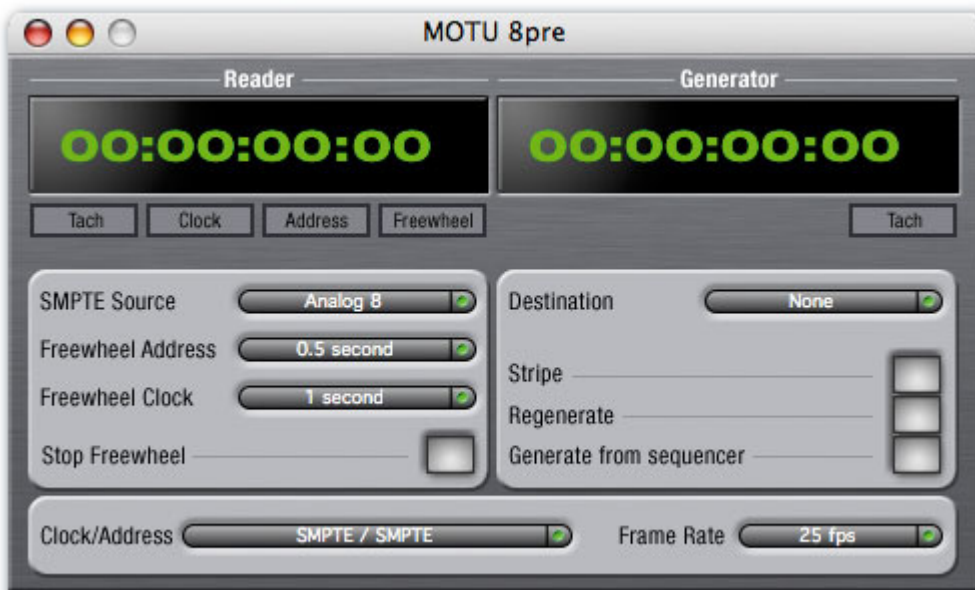 MOTU 8pre
Reader
Generator
00:00:00:00
00:00:00:00
Tach
Clock
Address
Freewheel
Tach
SMPTE Source
Analog 8
Freewheel Address
0.5 second
Freewheel Clock
1 second
Stop Freewheel
Destination
None
Stripe
Regenerate
Generate from sequencer
Clock/Address
SMPTE / SMPTE
Frame Rate
25 fps